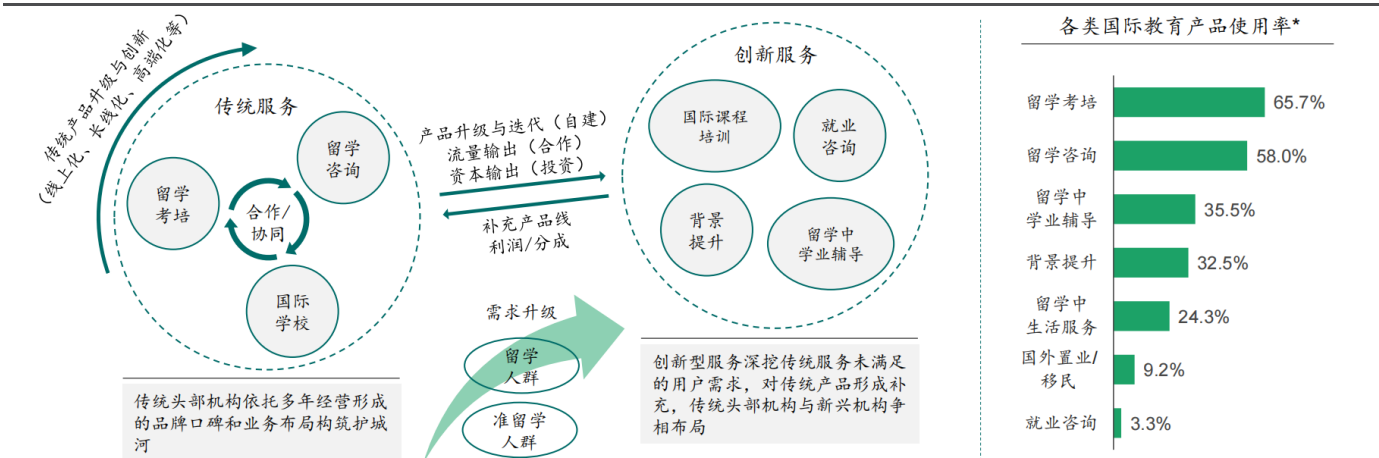 传统产品升级与创新
（线上化、长线化、高端化等）
传统服务
留学
咨询
留学
考培
合作/
协同
国际
学校
传统头部机构依托多年经营形成
的品牌口碑和业务布局构筑护城
河
产品升级与迭代（自建）
流量输出（合作）
资本输出（投资）
补充产品线
利润/分成
需求升级
留学
人群
准留学
人群
创新服务
国际课程
培训
就业
咨询
背景
提升
留学中
学业辅导
创新型服务深挖传统服务未满足
的用户需求，对传统产品形成补
充，传统头部机构与新兴机构争
相布局
各类国际教育产品使用率*
留学考培 65.7%
留学咨询 58.0%
留学中
学业辅导 35.5%
背景提升 32.5%
留学中
生活服务 24.3%
国外置业/
移民 9.2%
就业咨询 3.3%